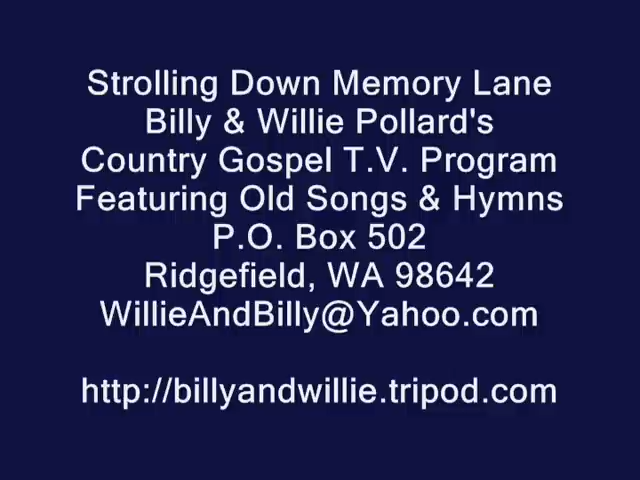 Strolling Down Memory Lane
Billy & Willie Pollard's
Country Gospel T.V. Program
Featuring Old Songs & Hymns
P.O. Box 502
Ridgefield, WA 98642
WillieAndBilly@Yahoo.com
http://billyandwillie.tripod.com